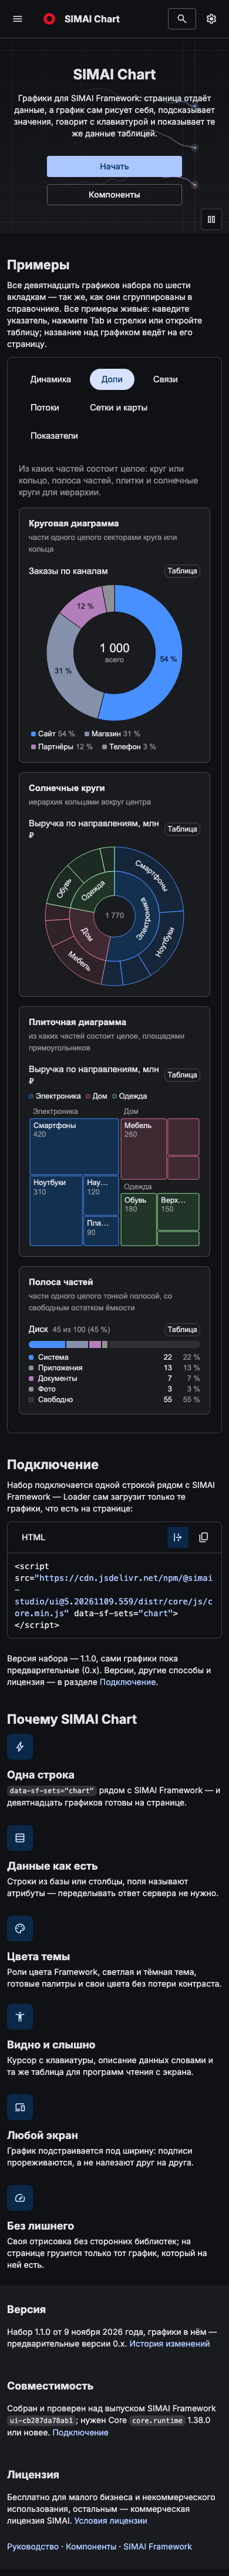 SIMAI Chart
SIMAI Chart
Графики для SIMAI Framework: страница отдаёт
данные, а график сам рисует себя, подсказывает
значения, говорит с клавиатурой и показывает те
же данные таблицей.
Начать
Компоненты
Примеры
Все девятнадцать графиков набора по шести
вкладкам — так же, как они сгруппированы в
справочнике. Все примеры живые: наведите
указатель, нажмите Tab и стрелки или откройте
таблицу; название над графиком ведёт на его
страницу.
Динамика
Доли
Связи
Потоки
Сетки и карты
Показатели
Из каких частей состоит целое: круг или
кольцо, полоса частей, плитки и солнечные
круги для иерархии.
Круговая диаграмма
части одного целого секторами круга или
кольца
Заказы по каналам
Таблица
12 %
31 %
54 %
1 000
всего
Сайт 54 %
Магазин 31 %
Партнёры 12 %
Телефон 3 %
Солнечные круги
иерархия кольцами вокруг центра
Выручка по направлениям, млн
₽
Таблица
Смартфоны
Обувь
Одежда
Электроника
1 770
Дом
Ноутбуки
Мебель
Плиточная диаграмма
из каких частей состоит целое, площадями
прямоугольников
Выручка по направлениям, млн
₽
Таблица
Электроника
Дом
Одежда
Электроника
Дом
Смартфоны
420
Мебель
260
Одежда
Ноутбуки
310
Нау…
120
Обувь
180
Верх…
150
Пла…
90
Полоса частей
части одного целого тонкой полосой, со
свободным остатком ёмкости
Диск 45 из 100 (45 %)
Таблица
Система 22 22 %
Приложения 13 13 %
Документы 7 7 %
Фото 3 3 %
Свободно 55 55 %
Подключение
Набор подключается одной строкой рядом с SIMAI
Framework — Loader сам загрузит только те
графики, что есть на странице:
HTML
<script
src="https://cdn.jsdelivr.net/npm/@simai
-
studio/ui@5.20261109.559/distr/core/js/c
ore.min.js" data-sf-sets="chart">
</script>
Версия набора — 1.1.0, сами графики пока
предварительные (0.x). Версии, другие способы и
лицензия — в разделе Подключение.
Почему SIMAI Chart
Одна строка
data-sf-sets="chart" рядом с SIMAI Framework — и
девятнадцать графиков готовы на странице.
Данные как есть
Строки из базы или столбцы, поля называют
атрибуты — переделывать ответ сервера не нужно.
Цвета темы
Роли цвета Framework, светлая и тёмная тема,
готовые палитры и свои цвета без потери контраста.
Видно и слышно
Курсор с клавиатуры, описание данных словами и
та же таблица для программ чтения с экрана.
Любой экран
График подстраивается под ширину: подписи
прореживаются, а не налезают друг на друга.
Без лишнего
Своя отрисовка без сторонних библиотек; на
странице грузится только тот график, который на
ней есть.
Версия
Набор 1.1.0 от 9 ноября 2026 года, графики в нём —
предварительные версии 0.x. История изменений
Совместимость
Собран и проверен над выпуском SIMAI Framework
ui-cb287da78ab1; нужен Core core.runtime 1.38.0
или новее. Подключение
Лицензия
Бесплатно для малого бизнеса и некоммерческого
использования, остальным — коммерческая
лицензия SIMAI. Условия лицензии
Руководство · Компоненты · SIMAI Framework